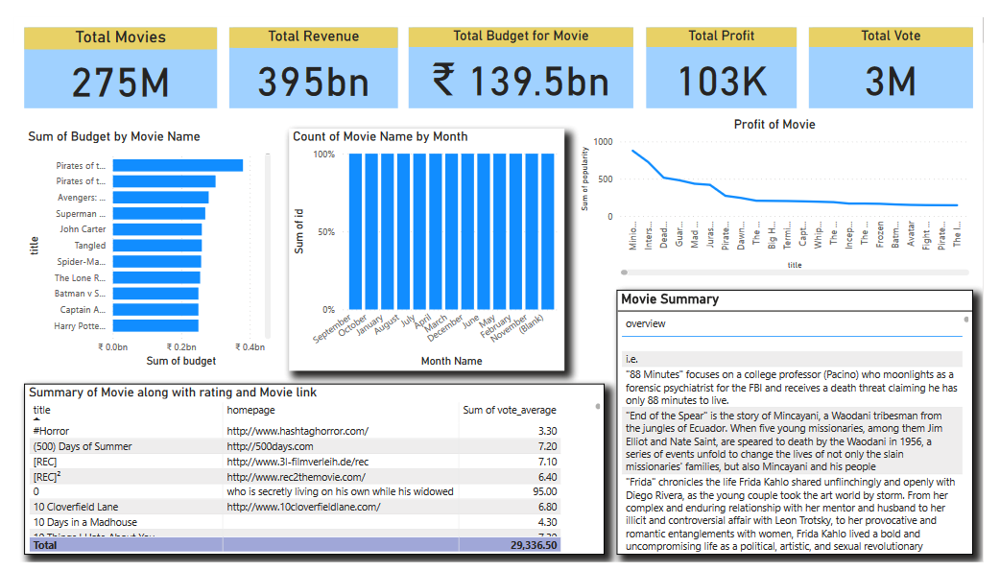 Total Movies
275M
Total Revenue
395bn
Total Budget for Movie
₹ 139.5bn
Total Profit
103K
Total Vote
3M
Sum of Budget by Movie Name
title
Pirates of t...
Pirates of t...
Avengers: ...
Superman ...
John Carter
Tangled
Spider-Ma...
The Lone R...
Batman v S...
Captain A...
Harry Potte...
₹ 0.0bn ₹ 0.2bn ₹ 0.4bn
Sum of budget
Count of Movie Name by Month
Sum of id
100%
50%
0%
September
October
January
August
July
April
March
December
June
May
February
November
(Blank)
Month Name
Profit of Movie
Sum of popularity
1000
500
0
Minio...
Inters...
Dead...
Guar...
Mad ...
Juras...
Pirate...
Dawn...
The ...
Big H...
Termi...
Capt...
Whip...
The ...
Incep...
The ...
Frozen
Batm...
Avatar
Fight ...
Pirate...
The I...
title
Summary of Movie along with rating and Movie link
title homepage Sum of vote_average
#Horror http://www.hashtaghorror.com/ 3.30
(500) Days of Summer http://500days.com 7.20
[REC] http://www.3l-filmverleih.de/rec 7.10
[REC]² http://www.rec2themovie.com/ 6.40
0 who is secretly living on his own while his widowed 95.00
10 Cloverfield Lane http://www.10cloverfieldlane.com/ 6.80
10 Days in a Madhouse 4.30
10 Things I Hate About You 7.30
Total 29,336.50
Movie Summary
overview
i.e.
"88 Minutes" focuses on a college professor (Pacino) who moonlights as a
forensic psychiatrist for the FBI and receives a death threat claiming he has
only 88 minutes to live.
"End of the Spear" is the story of Mincayani, a Waodani tribesman from
the jungles of Ecuador. When five young missionaries, among them Jim
Elliot and Nate Saint, are speared to death by the Waodani in 1956, a
series of events unfold to change the lives of not only the slain
missionaries' families, but also Mincayani and his people
"Frida" chronicles the life Frida Kahlo shared unflinchingly and openly with
Diego Rivera, as the young couple took the art world by storm. From her
complex and enduring relationship with her mentor and husband to her
illicit and controversial affair with Leon Trotsky, to her provocative and
romantic entanglements with women, Frida Kahlo lived a bold and
uncompromising life as a political, artistic, and sexual revolutionary